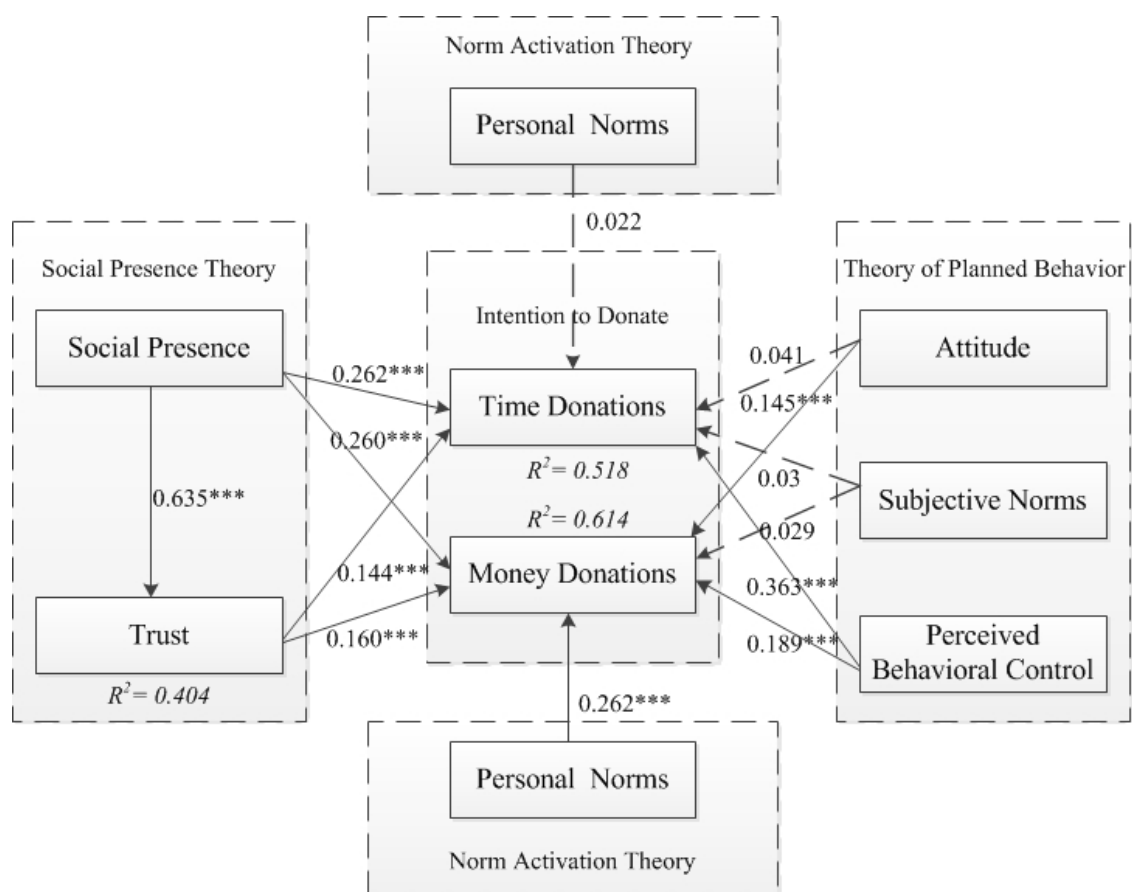 Norm Activation Theory
Personal Norms
0.022
Social Presence Theory
Social Presence
0.635***
Trust
R²= 0.404
0.262***
0.260***
0.144***
0.160***
Intention to Donate
Time Donations
R²= 0.518
R²= 0.614
Money Donations
Theory of Planned Behavior
Attitude
Subjective Norms
Perceived
Behavioral Control
0.041
0.145***
0.03
0.029
0.363***
0.189***
0.262***
Personal Norms
Norm Activation Theory